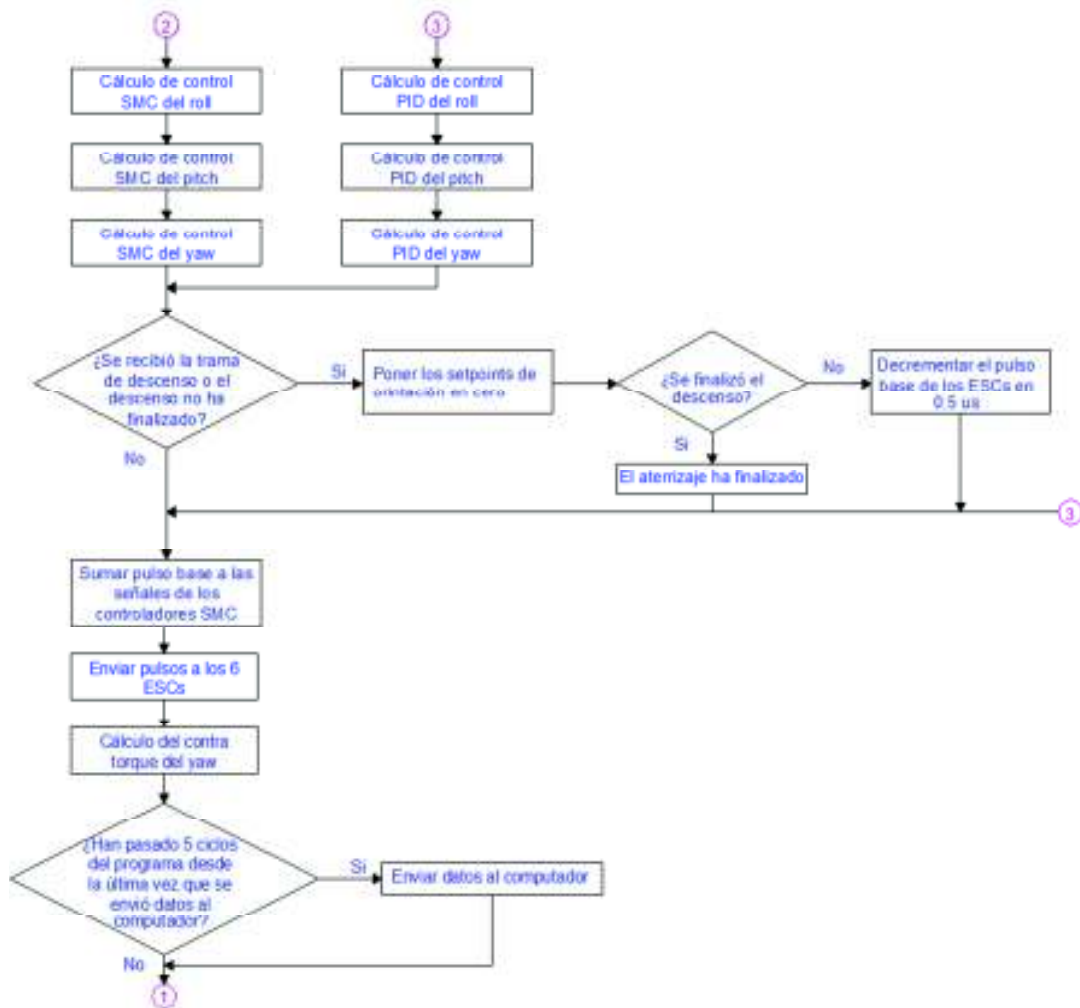 2
3
Cálculo de control
SMC del roll
Cálculo de control
PID del roll
Cálculo de control
SMC del pitch
Cálculo de control
PID del pitch
Cálculo de control
SMC del yaw
Cálculo de control
PID del yaw
¿Se recibió la trama
de descenso o el
descenso no ha
finalizado?
Si
Poner los setpoints de
orintación en cero
¿Se finalizó el
descenso?
No
Decrementar el pulso
base de los ESCs en
0.5 us
No
Si
El aterrizaje ha finalizado
3
Sumar pulso base a las
señales de los
controladores SMC
Enviar pulsos a los 6
ESCs
Cálculo del contra
torque del yaw
¿Han pasado 5 ciclos
del programa desde
la última vez que se
envió datos al
computador?
Si
Enviar datos al computador
No
1